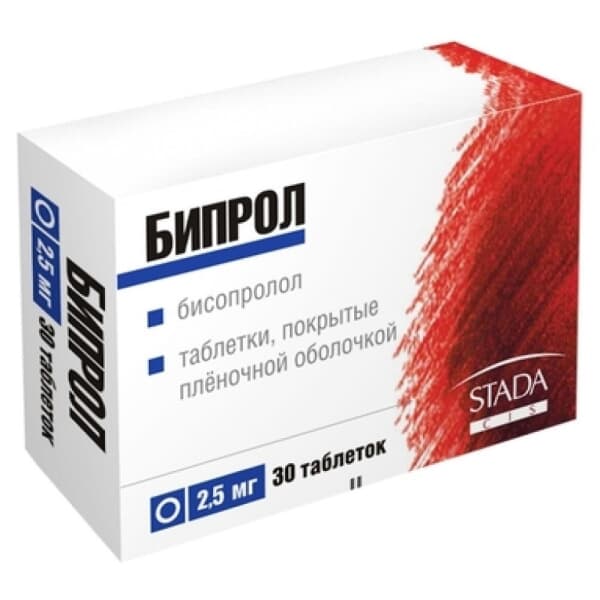 БИПРОЛ
бисопролол
таблетки, покрытые
плёночной оболочкой
2,5 мг 30 таблеток
STADA
CIS
БИПРОЛ
2,5 мг 30 таблеток